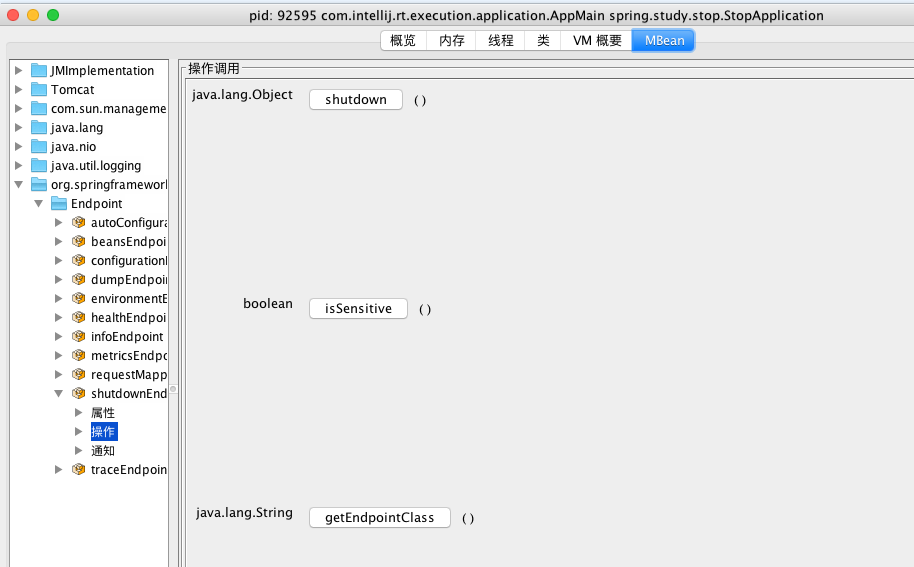 pid: 92595 com.intellij.rt.execution.application.AppMain spring.study.stop.StopApplication
概览 内存 线程 类 VM 概要 MBean
JMImplementation
Tomcat
com.sun.manageme
java.lang
java.nio
java.util.logging
org.springframework
Endpoint
autoConfigura
beansEndpoi
configuration
dumpEndpoin
environmentE
healthEndpoi
infoEndpoint
metricsEndpo
requestMapp
shutdownEnd
属性
操作
通知
traceEndpoin
操作调用
java.lang.Object shutdown ( )
boolean isSensitive ( )
java.lang.String getEndpointClass ( )